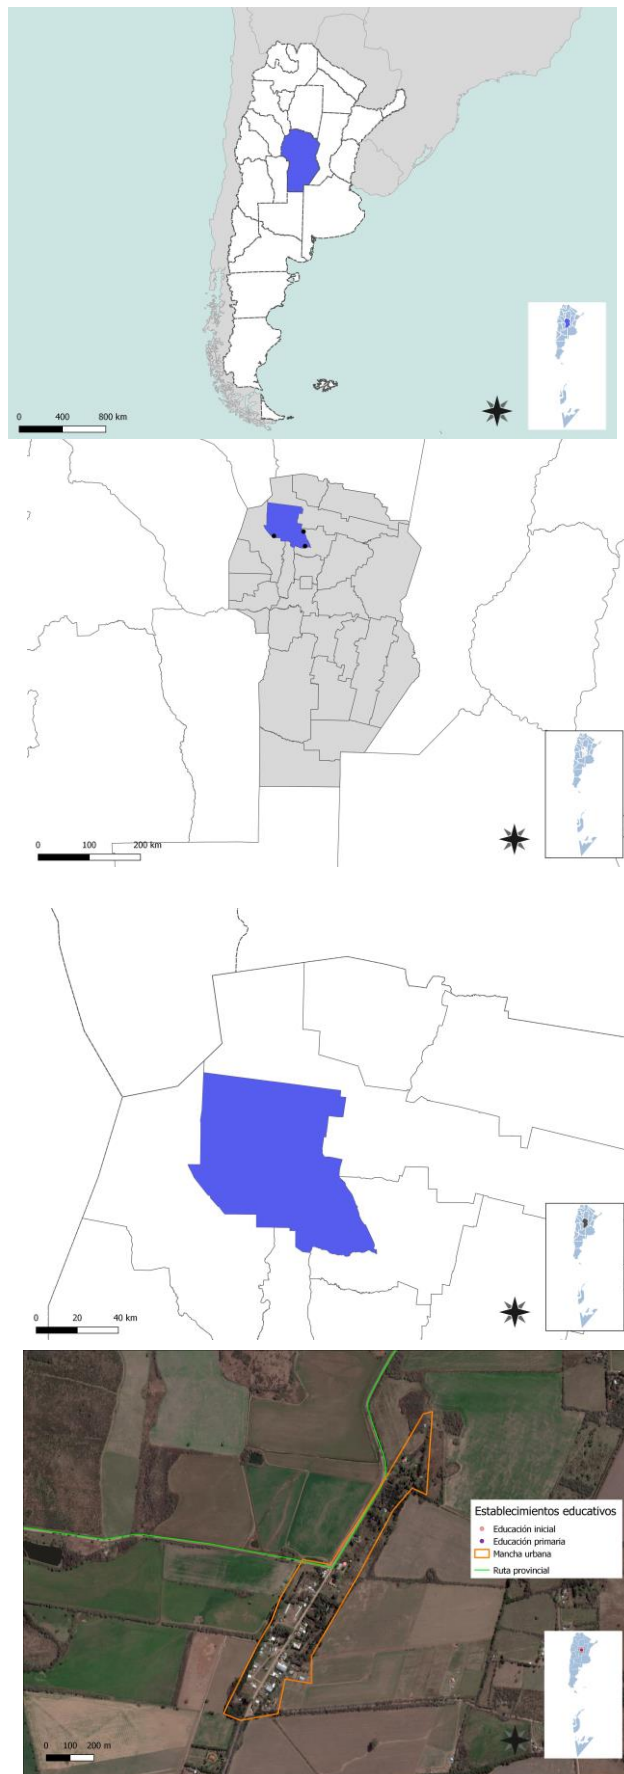 0 400 800 km
0 100 200 km
0 20 40 km
Establecimientos educativos
Educación inicial
Educación primaria
Mancha urbana
Ruta provincial
0 100 200 m